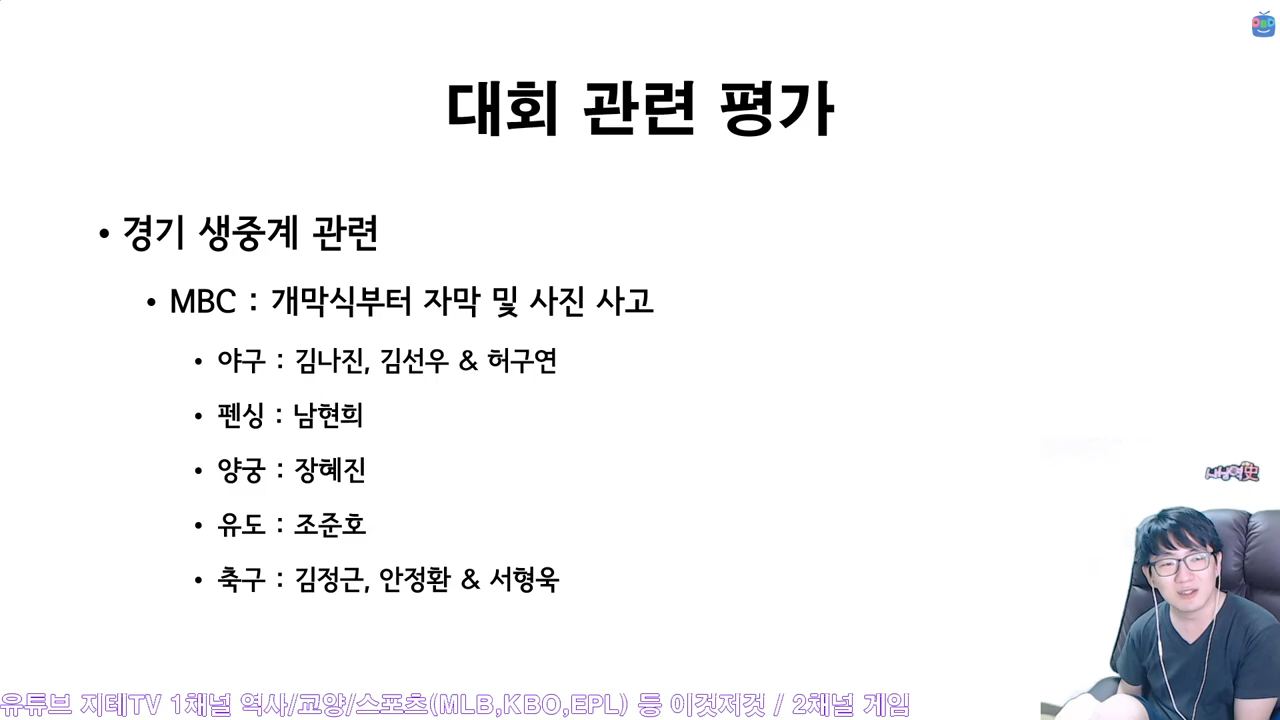 대회 관련 평가
• 경기 생중계 관련
• MBC : 개막식부터 자막 및 사진 사고
• 야구 : 김나진, 김선우 & 허구연
• 펜싱 : 남현희
• 양궁 : 장혜진
• 유도 : 조준호
• 축구 : 김정근, 안정환 & 서형욱
유튜브 지테TV 1채널 역사/교양/스포츠(MLB,KBO,EPL) 등 이것저것 / 2채널 게임